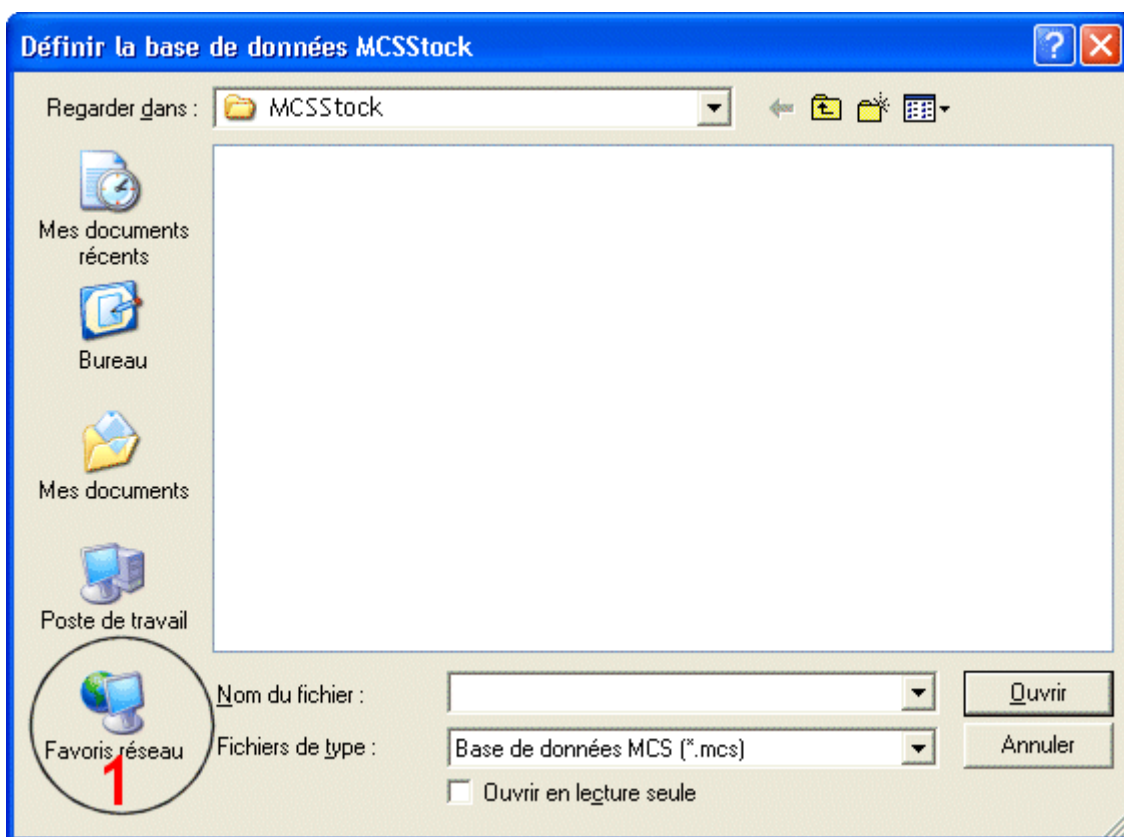 Définir la base de données MCSStock
Regarder dans :
MCSStock
Mes documents
récents
Bureau
Mes documents
Poste de travail
Favoris réseau
1
Nom du fichier :
Ouvrir
Fichiers de type :
Base de données MCS (*.mcs)
Annuler
Ouvrir en lecture seule